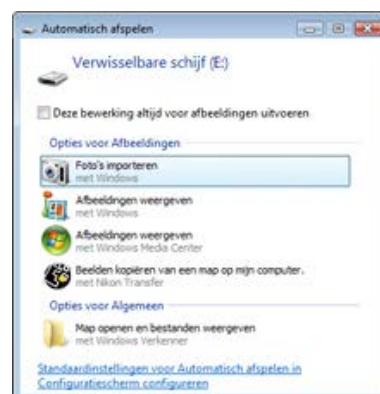 Automatisch afspelen
Verwisselbare schijf (E:)
Deze bewerking altijd voor afbeeldingen uitvoeren
Opties voor Afbeeldingen
Foto's importeren
met Windows
Afbeeldingen weergeven
met Windows
Afbeeldingen weergeven
met Windows Media Center
Beelden kopiëren van een map op mijn computer.
met Nikon Transfer
Opties voor Algemeen
Map openen en bestanden weergeven
met Windows Verkenner
Standaardinstellingen voor Automatisch afspelen in
Configuratiescherm configureren